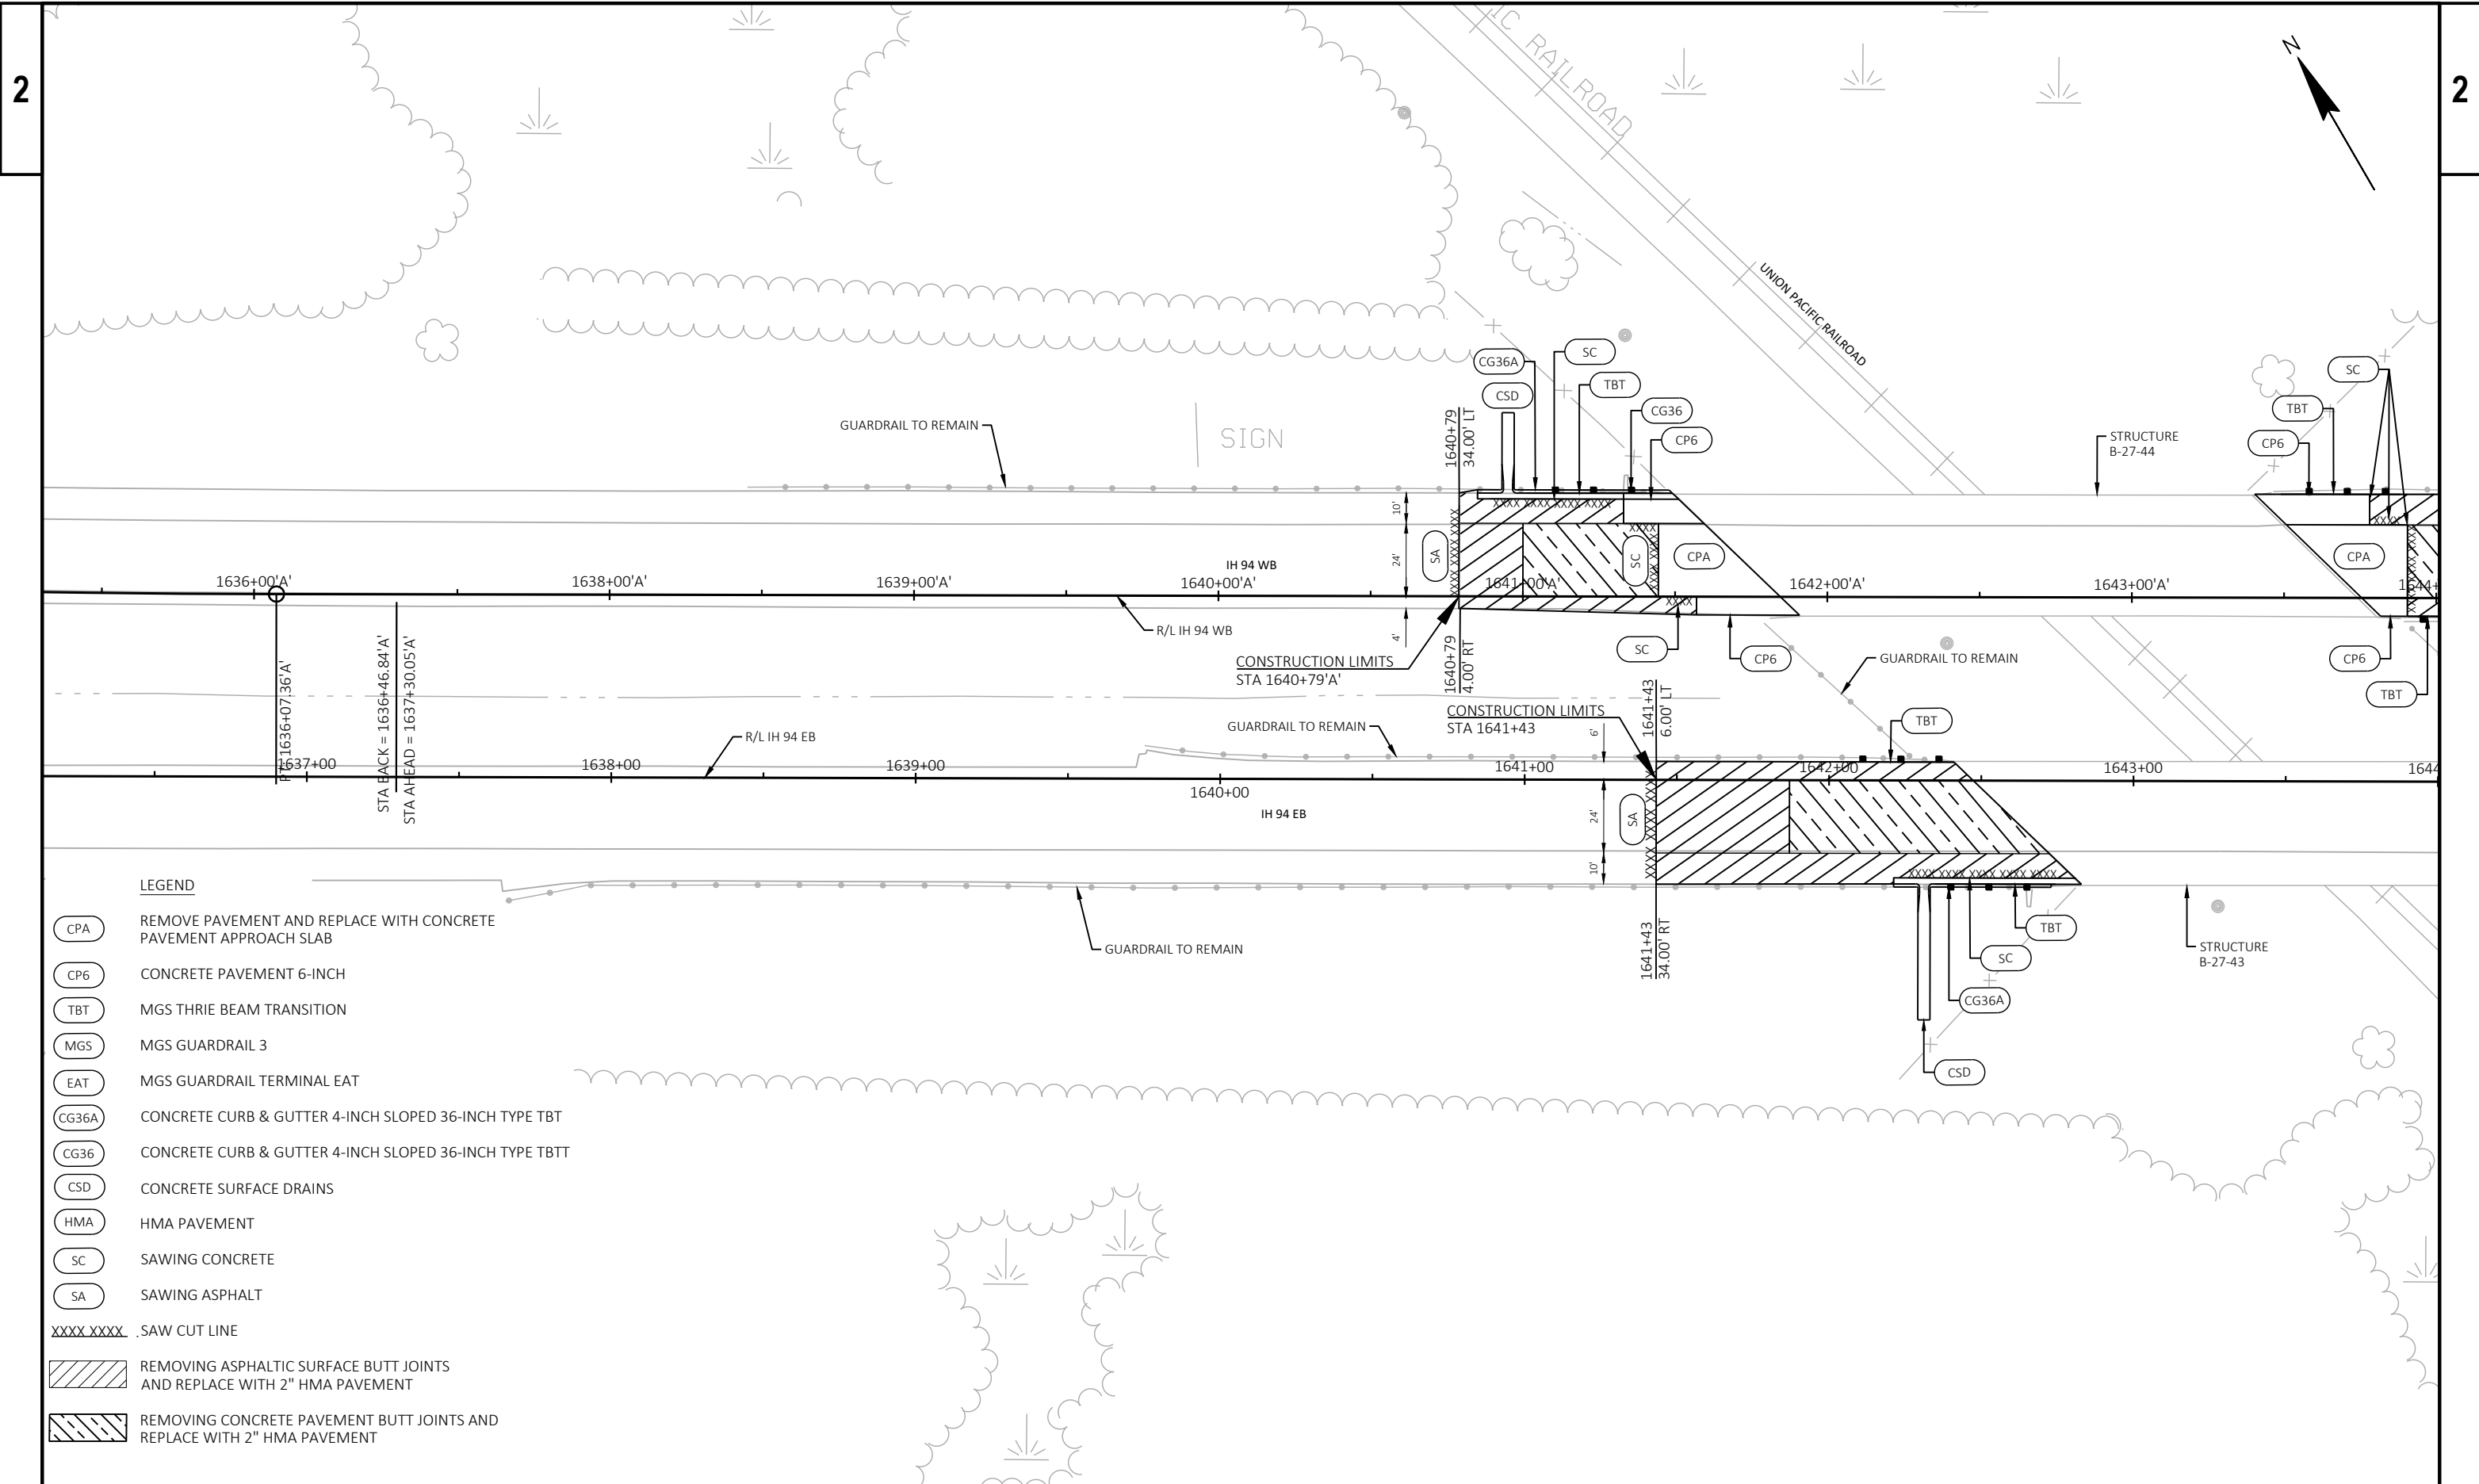 2
2
IC RAILROAD
N
UNION PACIFIC RAILROAD
CG36A
SC
CSD
TBT
CG36
CP6
SC
TBT
CP6
STRUCTURE
B-27-44
GUARDRAIL TO REMAIN
SIGN
1640+79
34.00' LT
10'
24'
4'
SA
SC
CPA
CPA
IH 94 WB
1636+00'A'
1638+00'A'
1639+00'A'
1640+00'A'
1641+00'A'
1642+00'A'
1643+00'A'
1644+
R/L IH 94 WB
SC
CP6
GUARDRAIL TO REMAIN
CP6
TBT
CONSTRUCTION LIMITS
STA 1640+79'A'
1640+79
4.00' RT
PT 1636+07.36'A'
STA BACK = 1636+46.84'A'
STA AHEAD = 1637+30.05'A'
CONSTRUCTION LIMITS
STA 1641+43
1641+43
6.00' LT
GUARDRAIL TO REMAIN
R/L IH 94 EB
TBT
6'
24'
10'
SA
1637+00
1638+00
1639+00
1640+00
1641+00
1642+00
1643+00
1644
IH 94 EB
1641+43
34.00' RT
GUARDRAIL TO REMAIN
TBT
SC
CG36A
CSD
STRUCTURE
B-27-43
LEGEND
CPA REMOVE PAVEMENT AND REPLACE WITH CONCRETE
PAVEMENT APPROACH SLAB
CP6 CONCRETE PAVEMENT 6-INCH
TBT MGS THRIE BEAM TRANSITION
MGS MGS GUARDRAIL 3
EAT MGS GUARDRAIL TERMINAL EAT
CG36A CONCRETE CURB & GUTTER 4-INCH SLOPED 36-INCH TYPE TBT
CG36 CONCRETE CURB & GUTTER 4-INCH SLOPED 36-INCH TYPE TBTT
CSD CONCRETE SURFACE DRAINS
HMA HMA PAVEMENT
SC SAWING CONCRETE
SA SAWING ASPHALT
XXXX XXXX SAW CUT LINE
REMOVING ASPHALTIC SURFACE BUTT JOINTS
AND REPLACE WITH 2" HMA PAVEMENT
REMOVING CONCRETE PAVEMENT BUTT JOINTS AND
REPLACE WITH 2" HMA PAVEMENT